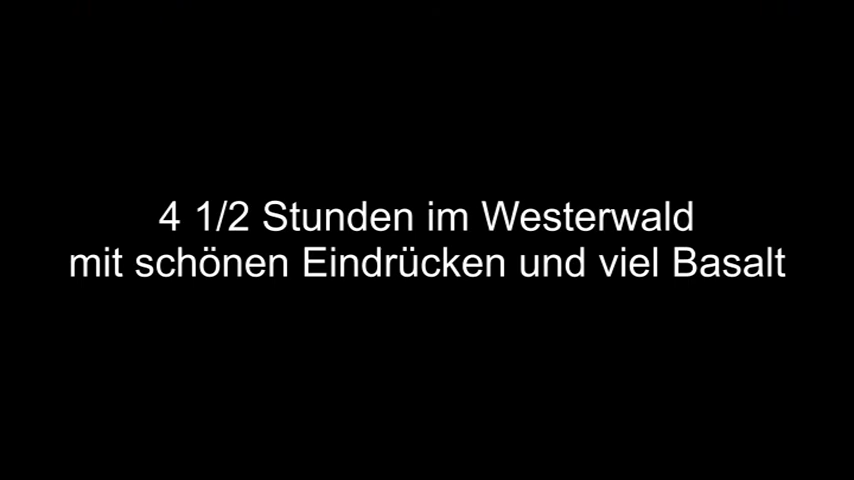 4 1/2 Stunden im Westerwald
mit schönen Eindrücken und viel Basalt